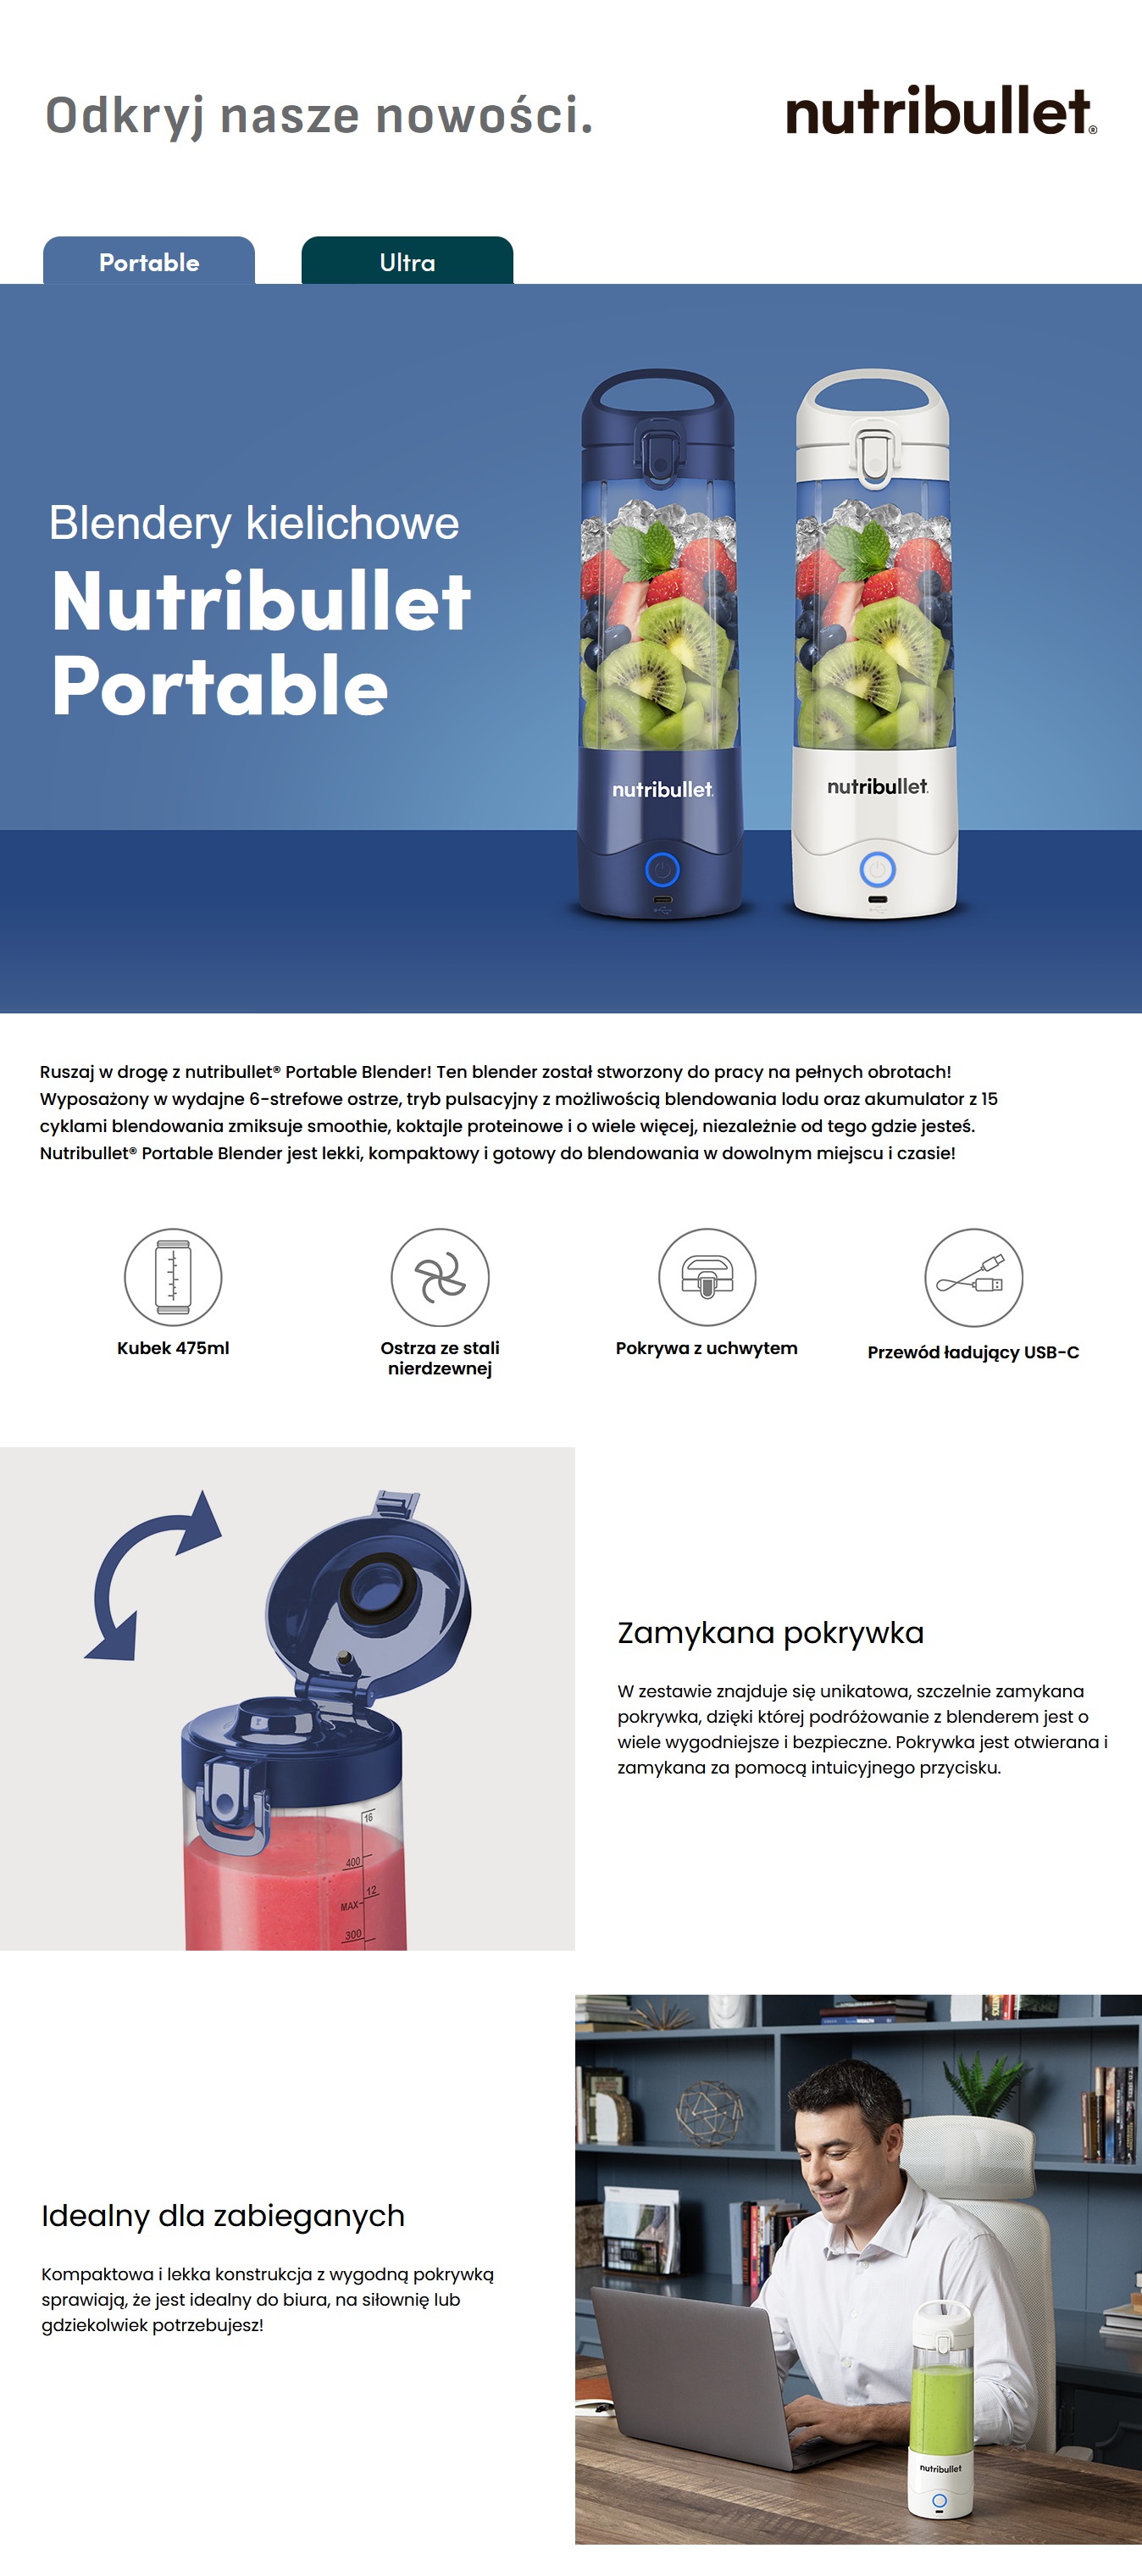 Odkryj nasze nowości.
nutribullet®
Portable
Ultra
Blendery kielichowe
Nutribullet
Portable
nutribullet.
nutribullet.
Ruszaj w drogę z nutribullet® Portable Blender! Ten blender został stworzony do pracy na pełnych obrotach!
Wyposażony w wydajne 6-strefowe ostrze, tryb pulsacyjny z możliwością blendowania lodu oraz akumulator z 15
cyklami blendowania zmiksuje smoothie, koktajle proteinowe i o wiele więcej, niezależnie od tego gdzie jesteś.
Nutribullet® Portable Blender jest lekki, kompaktowy i gotowy do blendowania w dowolnym miejscu i czasie!
Kubek 475ml
Ostrza ze stali
nierdzewnej
Pokrywa z uchwytem
Przewód ładujący USB-C
16
400
12
MAX
300
Zamykana pokrywka
W zestawie znajduje się unikatowa, szczelnie zamykana
pokrywka, dzięki której podróżowanie z blenderem jest o
wiele wygodniejsze i bezpieczne. Pokrywka jest otwierana i
zamykana za pomocą intuicyjnego przycisku.
Idealny dla zabieganych
Kompaktowa i lekka konstrukcja z wygodną pokrywką
sprawiają, że jest idealny do biura, na siłownię lub
gdziekolwiek potrzebujesz!
nutribullet